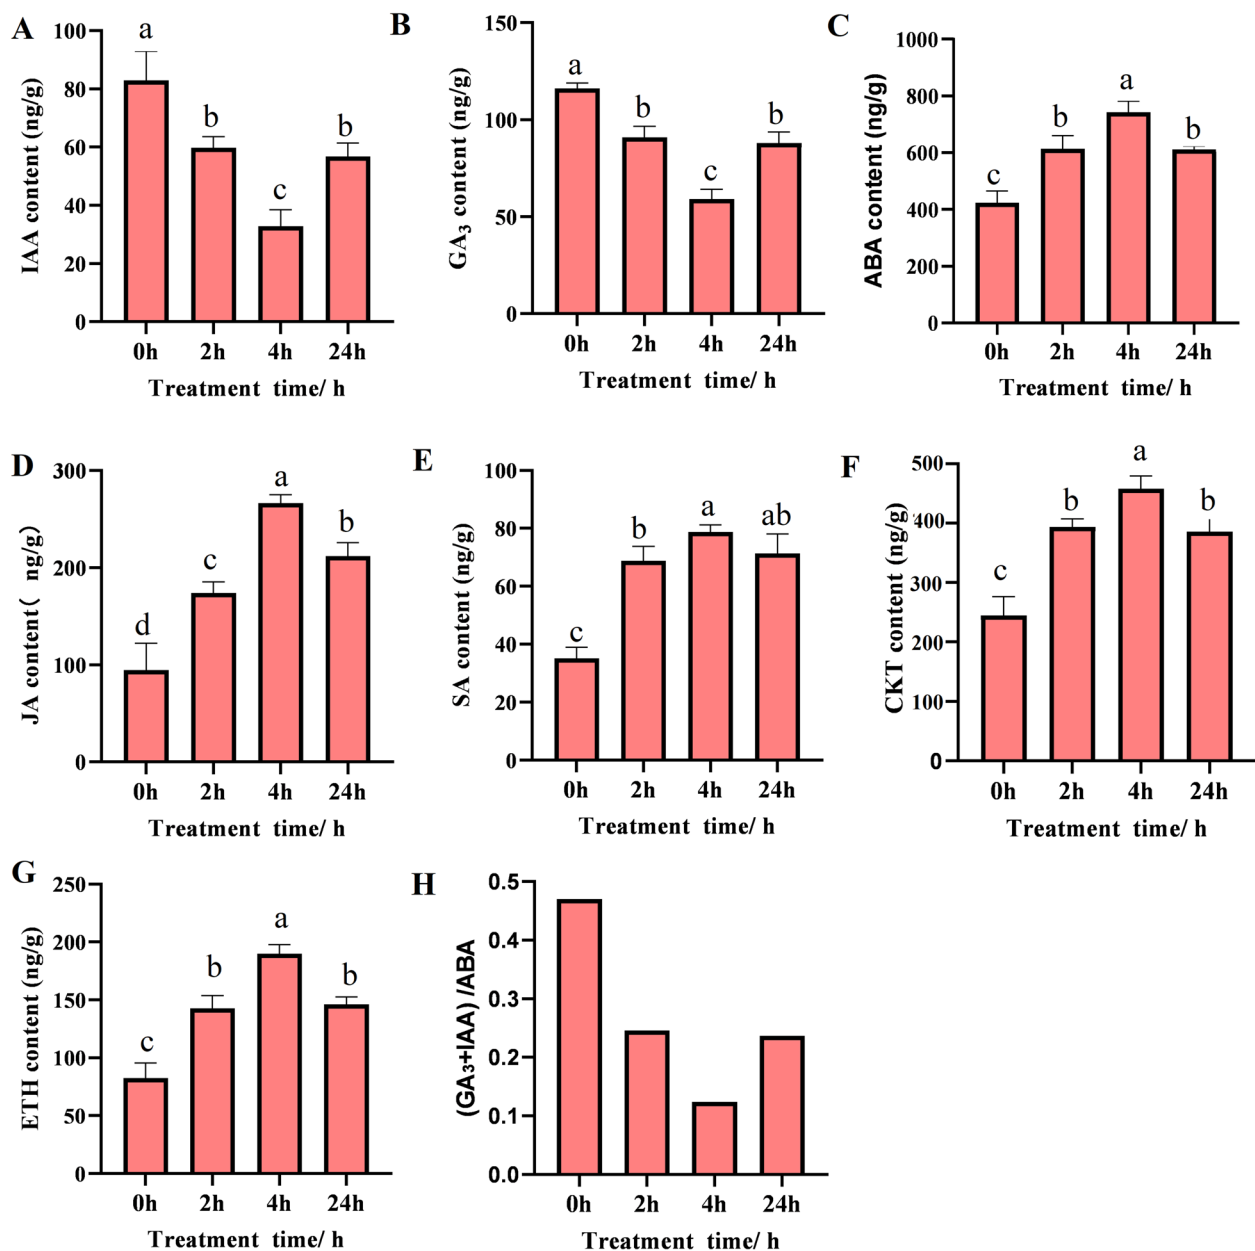 A
IAA content (ng/g)
100
80
60
40
20
0
a
b
c
b
0h 2h 4h 24h
Treatment time/ h
B
GA₃ content (ng/g)
150
100
50
0
a
b
c
b
0h 2h 4h 24h
Treatment time/ h
C
ABA content (ng/g)
1000
800
600
400
200
0
c
b
a
b
0h 2h 4h 24h
Treatment time/ h
D
JA content( ng/g)
300
200
100
0
d
c
a
b
0h 2h 4h 24h
Treatment time/ h
E
SA content (ng/g)
100
80
60
40
20
0
c
b
a
ab
0h 2h 4h 24h
Treatment time/ h
F
CKT content (ng/g)
500
400
300
200
100
0
c
b
a
b
0h 2h 4h 24h
Treatment time/ h
G
ETH content (ng/g)
250
200
150
100
50
0
c
b
a
b
0h 2h 4h 24h
Treatment time/ h
H
(GA₃+IAA) /ABA
0.5
0.4
0.3
0.2
0.1
0.0
0h 2h 4h 24h
Treatment time/ h